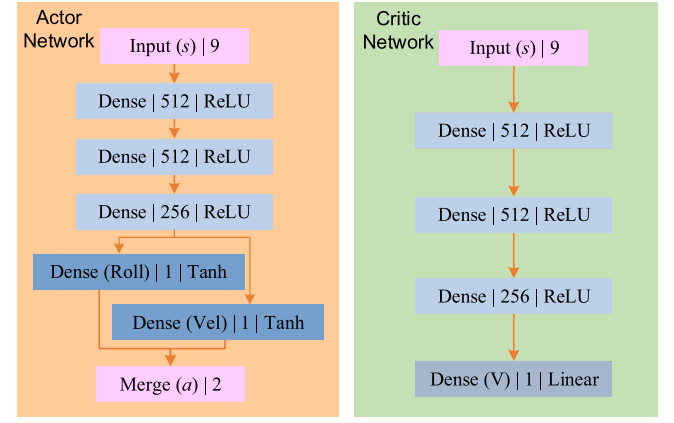 Actor
Network
Input (s) | 9
Dense | 512 | ReLU
Dense | 512 | ReLU
Dense | 256 | ReLU
Dense (Roll) | 1 | Tanh
Dense (Vel) | 1 | Tanh
Merge (a) | 2
Critic
Network
Input (s) | 9
Dense | 512 | ReLU
Dense | 512 | ReLU
Dense | 256 | ReLU
Dense (V) | 1 | Linear